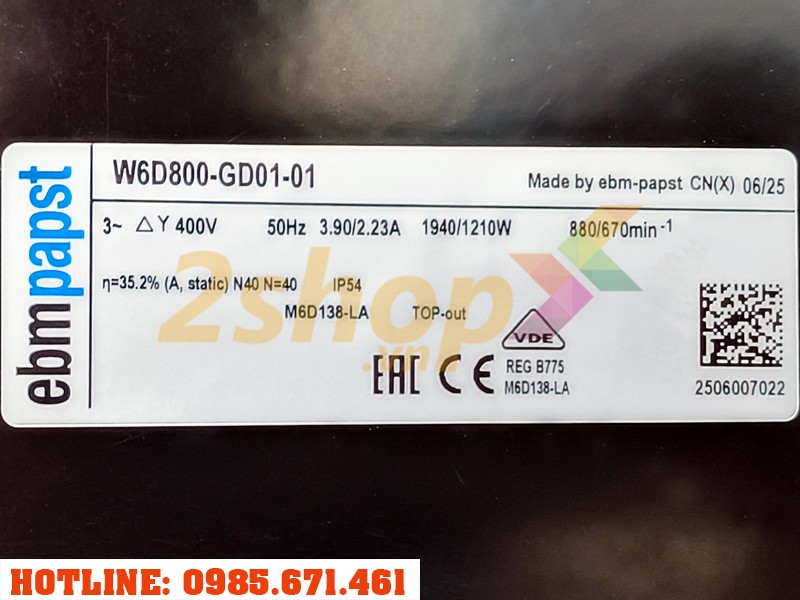 ebmpapst
W6D800-GD01-01
Made by ebm-papst CN(X) 06/25
3~ △ Y 400V 50Hz 3.90/2.23A 1940/1210W 880/670min-1
η=35.2% (A, static) N40 N=40 IP54
M6D138-LA TOP-out
VDE
REG B775
M6D138-LA
EAC CE
2506007022
2shop
.vn
HOTLINE: 0985.671.461